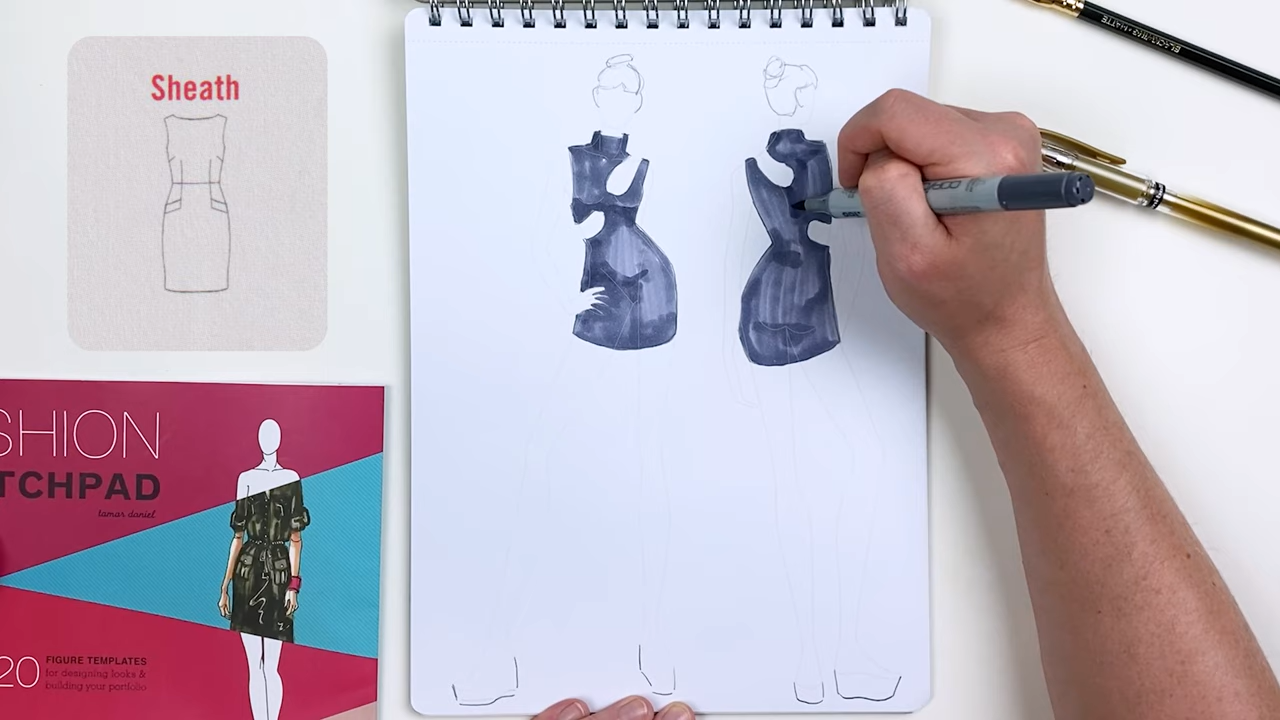 Sheath
SHION
TCHPAD
tamar daniel
20 FIGURE TEMPLATES
for designing looks &
building your portfolio